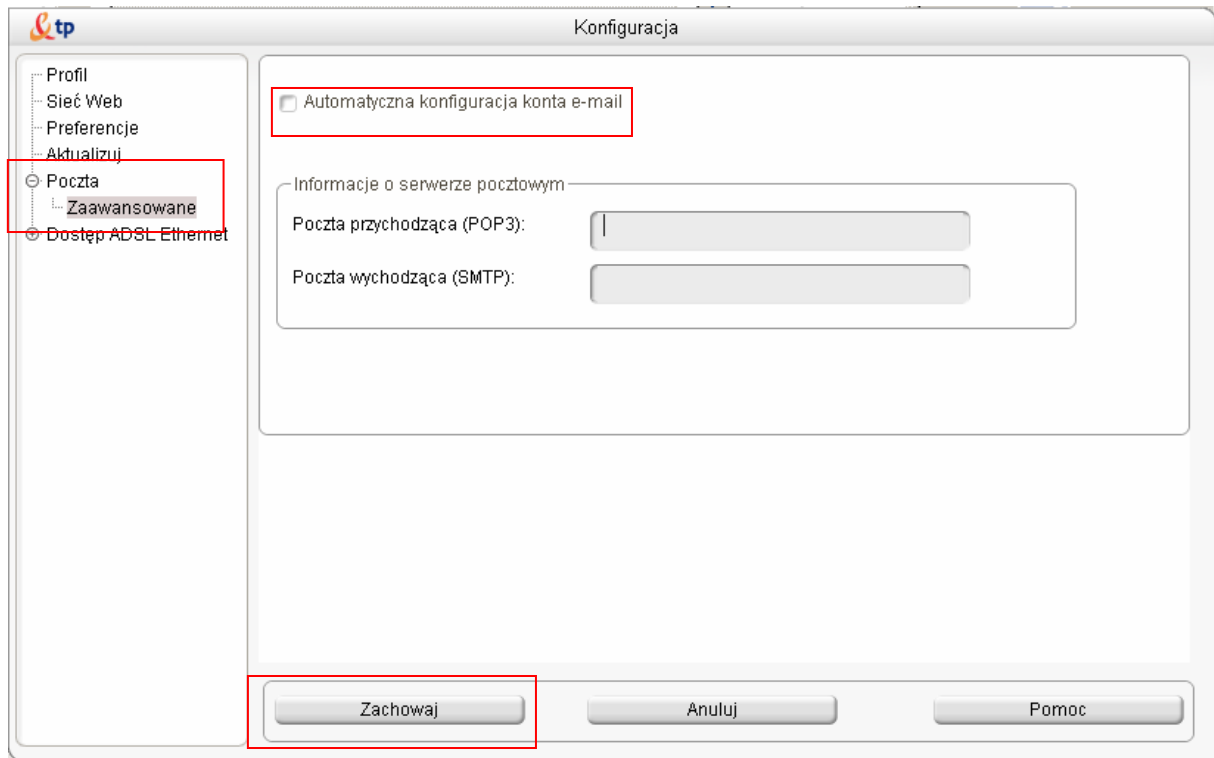 tp
Konfiguracja
Profil
Sieć Web
Preferencje
Aktualizuj
Poczta
Zaawansowane
Dostęp ADSL Ethernet
Automatyczna konfiguracja konta e-mail
Informacje o serwerze pocztowym
Poczta przychodząca (POP3):
Poczta wychodząca (SMTP):
Zachowaj
Anuluj
Pomoc